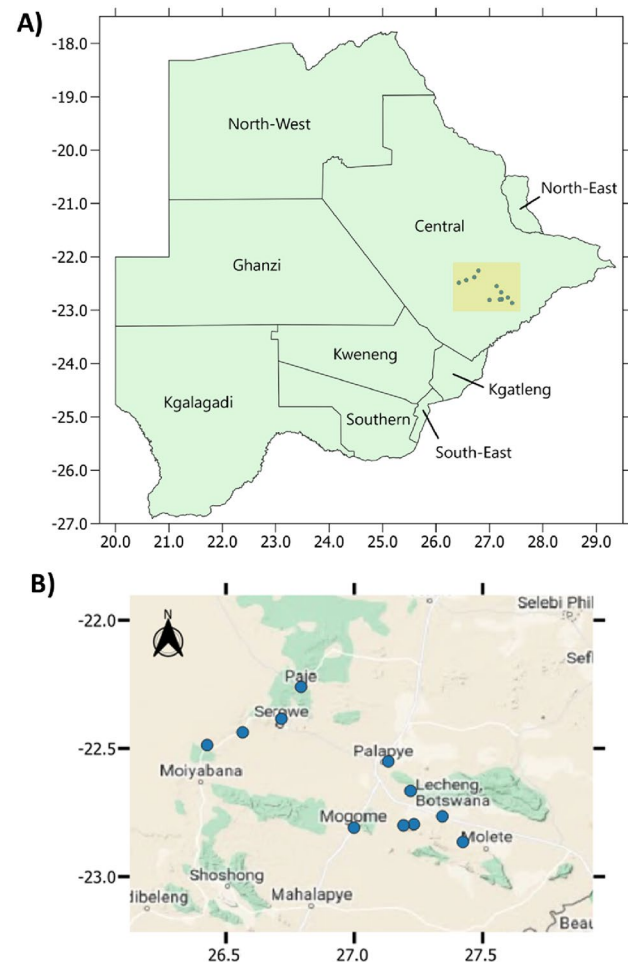 A)
-18.0
-19.0
-20.0
-21.0
-22.0
-23.0
-24.0
-25.0
-26.0
-27.0
North-West
North-East
Central
Ghanzi
Kweneng
Kgatleng
Kgalagadi
Southern
South-East
20.0 21.0 22.0 23.0 24.0 25.0 26.0 27.0 28.0 29.0
B)
-22.0
-22.5
-23.0
N
Selebi Phil
Sef
Paje
Serowe
Palapye
Moiyabana
Lecheng,
Botswana
Mogome
Molete
Shoshong
dibeleng
Mahalapye
Beau
26.5 27.0 27.5